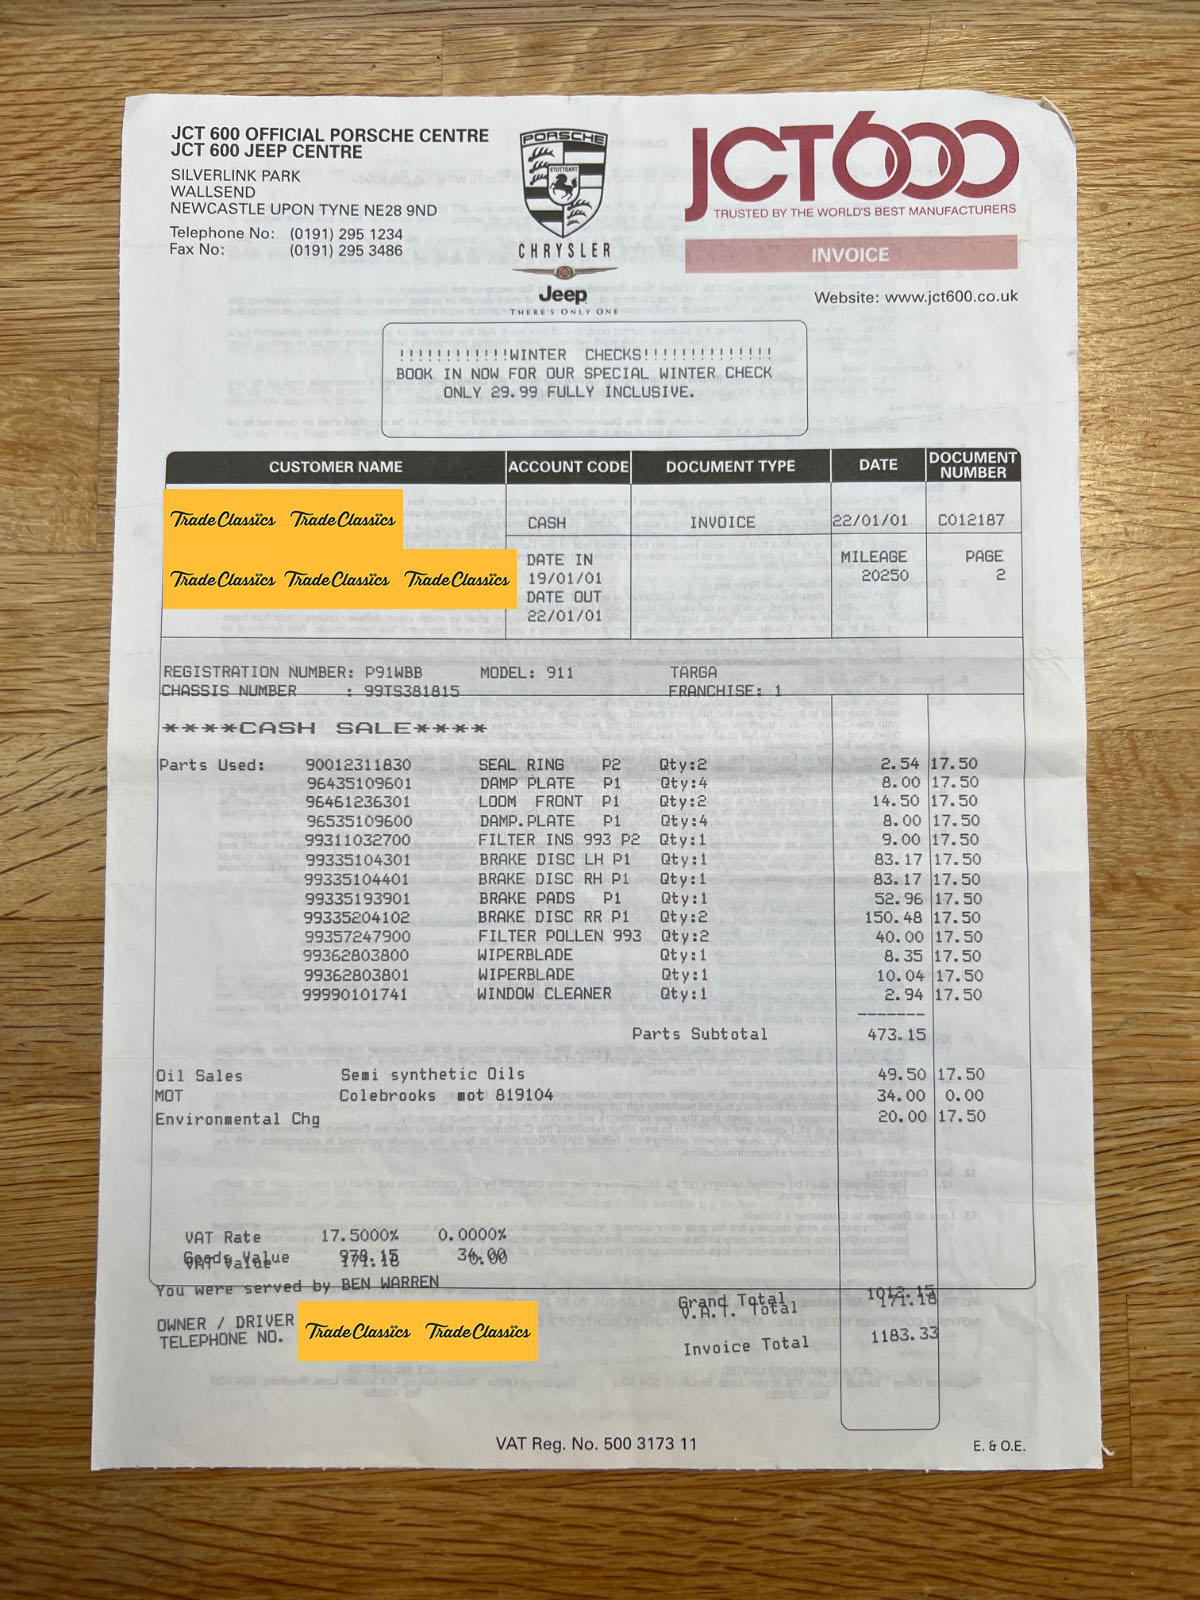 JCT 600 OFFICIAL PORSCHE CENTRE
JCT 600 JEEP CENTRE
SILVERLINK PARK
WALLSEND
NEWCASTLE UPON TYNE NE28 9ND
Telephone No: (0191) 295 1234
Fax No: (0191) 295 3486
PORSCHE
STUTTGART
CHRYSLER
Jeep
THERE'S ONLY ONE
JCT600
TRUSTED BY THE WORLD'S BEST MANUFACTURERS
INVOICE
Website: www.jct600.co.uk
!!!!!!!!!!!!WINTER CHECKS!!!!!!!!!!!!!!
BOOK IN NOW FOR OUR SPECIAL WINTER CHECK
ONLY 29.99 FULLY INCLUSIVE.
CUSTOMER NAME ACCOUNT CODE DOCUMENT TYPE DATE DOCUMENT NUMBER
TradeClassics TradeClassics
CASH INVOICE 22/01/01 C012187
TradeClassics TradeClassics TradeClassics
DATE IN MILEAGE PAGE
19/01/01 20250 2
DATE OUT
22/01/01
REGISTRATION NUMBER: P91WBB MODEL: 911 TARGA
CHASSIS NUMBER : 99TS381815 FRANCHISE: 1
****CASH SALE****
Parts Used: 90012311830 SEAL RING P2 Qty:2 2.54 17.50
96435109601 DAMP PLATE P1 Qty:4 8.00 17.50
96461236301 LOOM FRONT P1 Qty:2 14.50 17.50
96535109600 DAMP.PLATE P1 Qty:4 8.00 17.50
99311032700 FILTER INS 993 P2 Qty:1 9.00 17.50
99335104301 BRAKE DISC LH P1 Qty:1 83.17 17.50
99335104401 BRAKE DISC RH P1 Qty:1 83.17 17.50
99335193901 BRAKE PADS P1 Qty:1 52.96 17.50
99335204102 BRAKE DISC RR P1 Qty:2 150.48 17.50
99357247900 FILTER POLLEN 993 Qty:2 40.00 17.50
99362803800 WIPERBLADE Qty:1 8.35 17.50
99362803801 WIPERBLADE Qty:1 10.04 17.50
99990101741 WINDOW CLEANER Qty:1 2.94 17.50
-------
Parts Subtotal 473.15
Oil Sales Semi synthetic Oils 49.50 17.50
MOT Colebrooks mot 819104 34.00 0.00
Environmental Chg 20.00 17.50
VAT Rate 17.5000% 0.0000%
Goods Value 978.15 34.00
VAT Value 171.18 0.00
You were served by BEN WARREN
Grand Total 1012.15
V.A.T. Total 171.18
OWNER / DRIVER
TELEPHONE NO. TradeClassics TradeClassics
Invoice Total 1183.33
VAT Reg. No. 500 3173 11
E. & O.E.